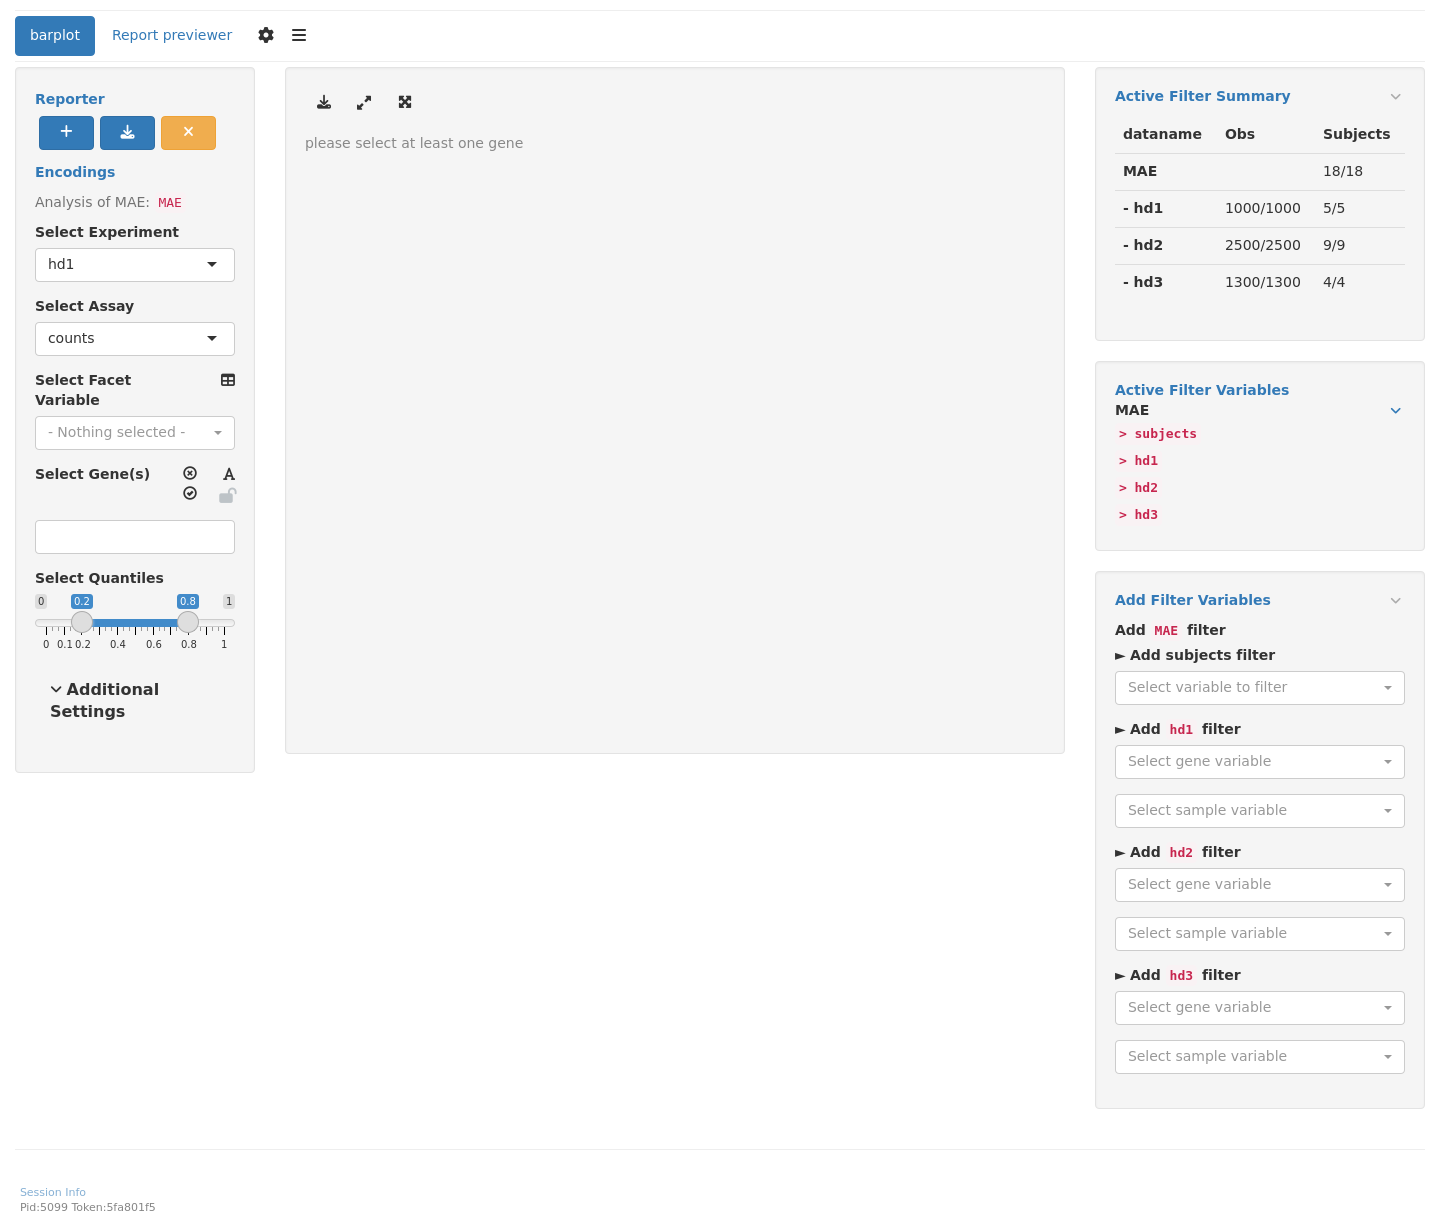 barplot
Report previewer
Reporter
Encodings
Analysis of MAE: MAE
Select Experiment
hd1
Select Assay
counts
Select Facet
Variable
- Nothing selected -
Select Gene(s)
Select Quantiles
0 0.2 0.8 1
0 0.1 0.2 0.4 0.6 0.8 1
Additional
Settings
please select at least one gene
Active Filter Summary
dataname Obs Subjects
MAE 18/18
- hd1 1000/1000 5/5
- hd2 2500/2500 9/9
- hd3 1300/1300 4/4
Active Filter Variables
MAE
> subjects
> hd1
> hd2
> hd3
Add Filter Variables
Add MAE filter
► Add subjects filter
Select variable to filter
► Add hd1 filter
Select gene variable
Select sample variable
► Add hd2 filter
Select gene variable
Select sample variable
► Add hd3 filter
Select gene variable
Select sample variable
Session Info
Pid:5099 Token:5fa801f5